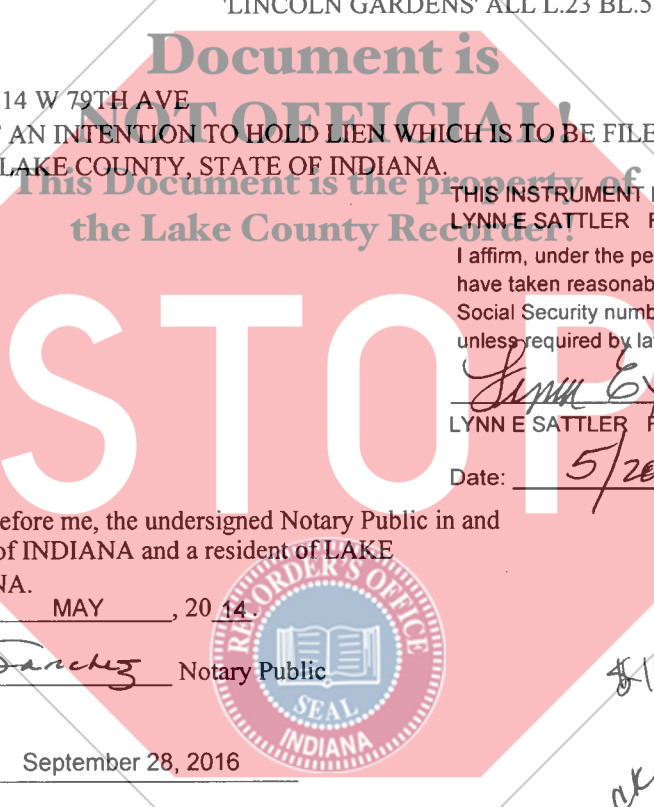 'LINCOLN GARDENS' ALL L.23 BL.5
Document is
14 W 79TH AVE
NOT OFFICIAL!
AN INTENTION TO HOLD LIEN WHICH IS TO BE FILE
LAKE COUNTY, STATE OF INDIANA.
This Document is the property of
THIS INSTRUMENT
the Lake County Recorder!
LYNN E SATTLER
I affirm, under the pe
have taken reasonab
Social Security numb
unless required by la
STOP
Lynn E
LYNN E SATTLER
Date: 5/20
efore me, the undersigned Notary Public in and
of INDIANA and a resident of LAKE
NA.
MAY , 20 14.
Sanchez Notary Public
RECORDER'S OFFICE
SEAL
INDIANA
September 28, 2016